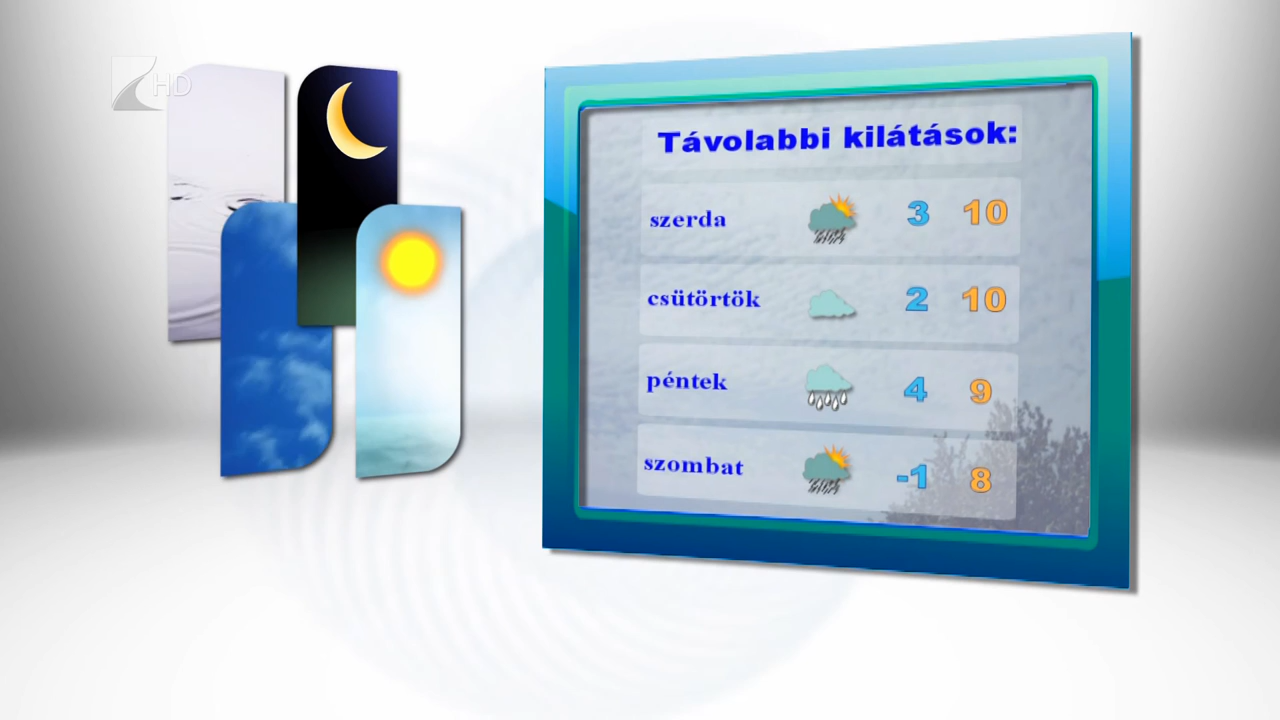 HD
Távolabbi kilátások:
szerda 3 10
csütörtök 2 10
péntek 4 9
szombat -1 8